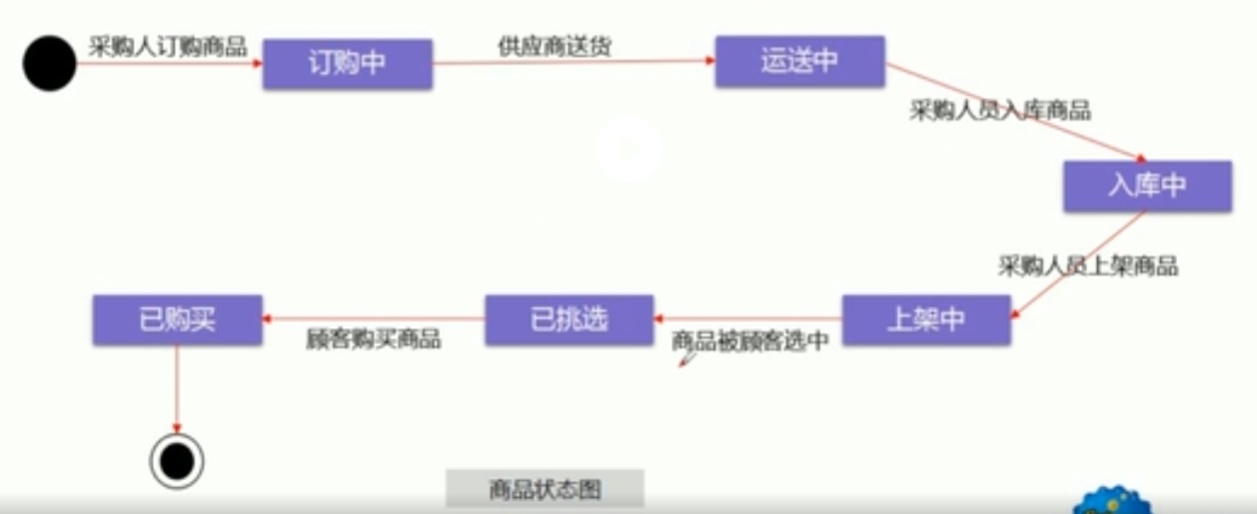 采购人订购商品
订购中
供应商送货
运送中
采购人员入库商品
入库中
采购人员上架商品
上架中
商品被顾客选中
已挑选
顾客购买商品
已购买
商品状态图